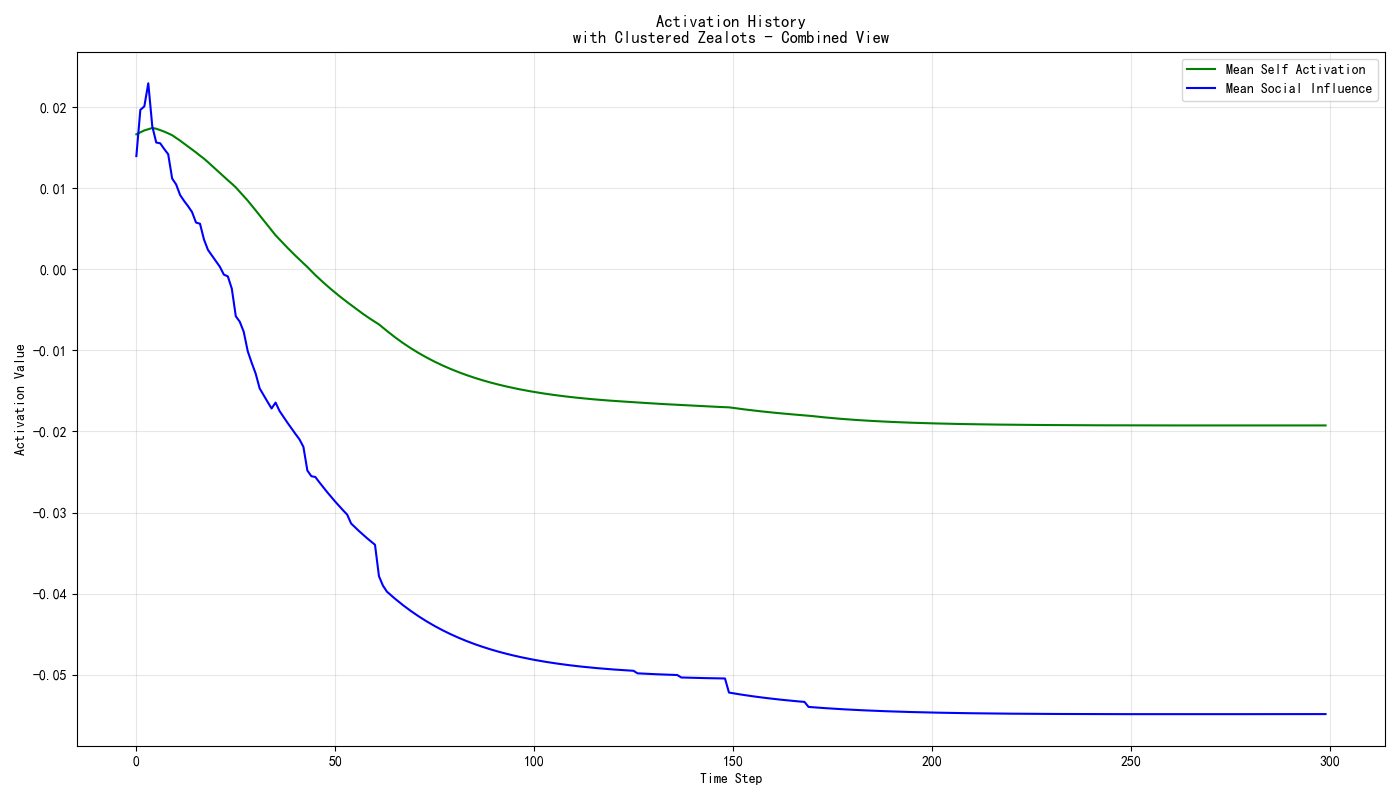 Activation History
with Clustered Zealots - Combined View
Mean Self Activation
Mean Social Influence
0.02
0.01
0.00
-0.01
-0.02
-0.03
-0.04
-0.05
Activation Value
0 50 100 150 200 250 300
Time Step